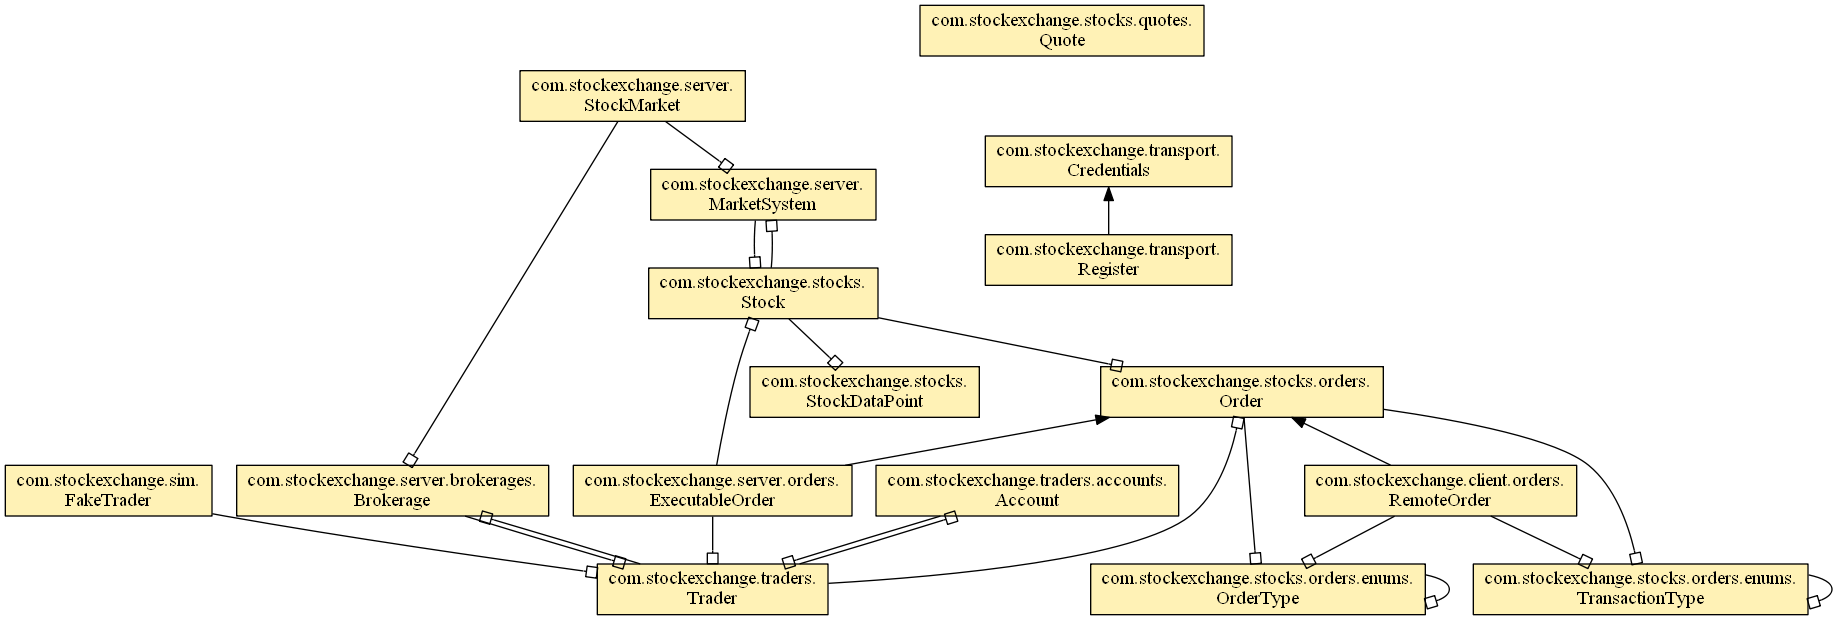 com.stockexchange.stocks.quotes.
Quote
com.stockexchange.server.
StockMarket
com.stockexchange.transport.
Credentials
com.stockexchange.server.
MarketSystem
com.stockexchange.transport.
Register
com.stockexchange.stocks.
Stock
com.stockexchange.stocks.
StockDataPoint
com.stockexchange.stocks.orders.
Order
com.stockexchange.sim.
FakeTrader
com.stockexchange.server.brokerages.
Brokerage
com.stockexchange.server.orders.
ExecutableOrder
com.stockexchange.traders.accounts.
Account
com.stockexchange.client.orders.
RemoteOrder
com.stockexchange.traders.
Trader
com.stockexchange.stocks.orders.enums.
OrderType
com.stockexchange.stocks.orders.enums.
TransactionType